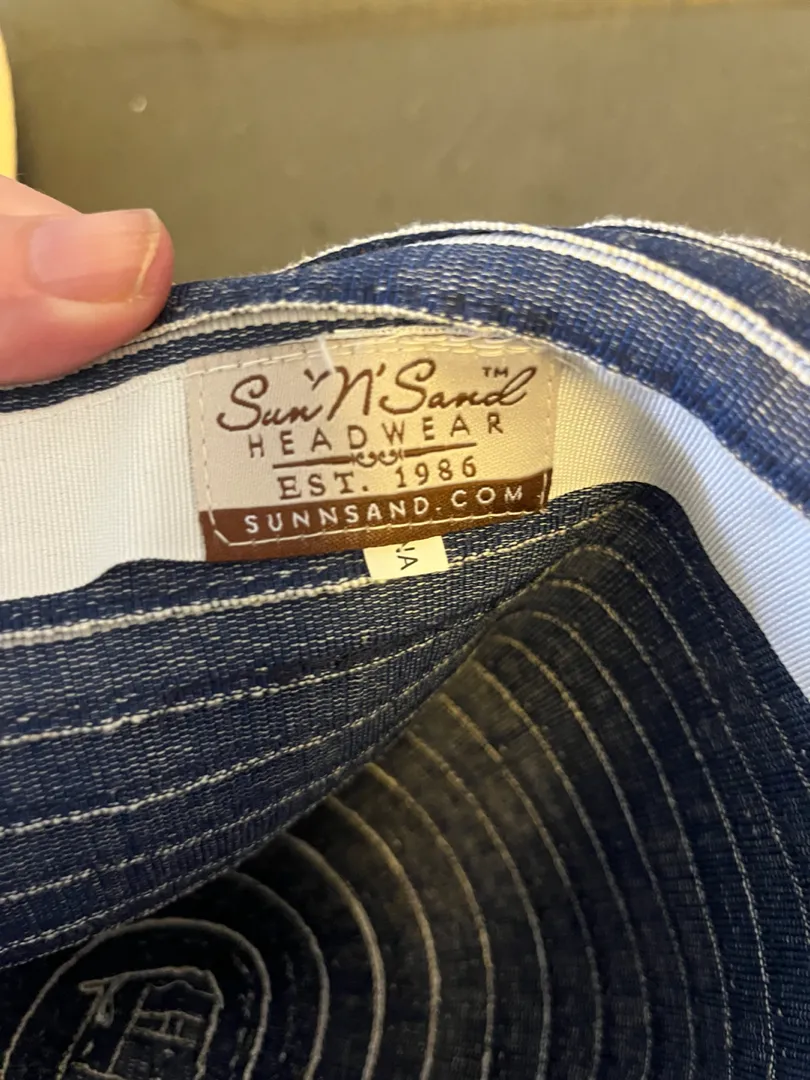 Sun 'N' Sand™
HEADWEAR
EST. 1986
SUNNSAND.COM